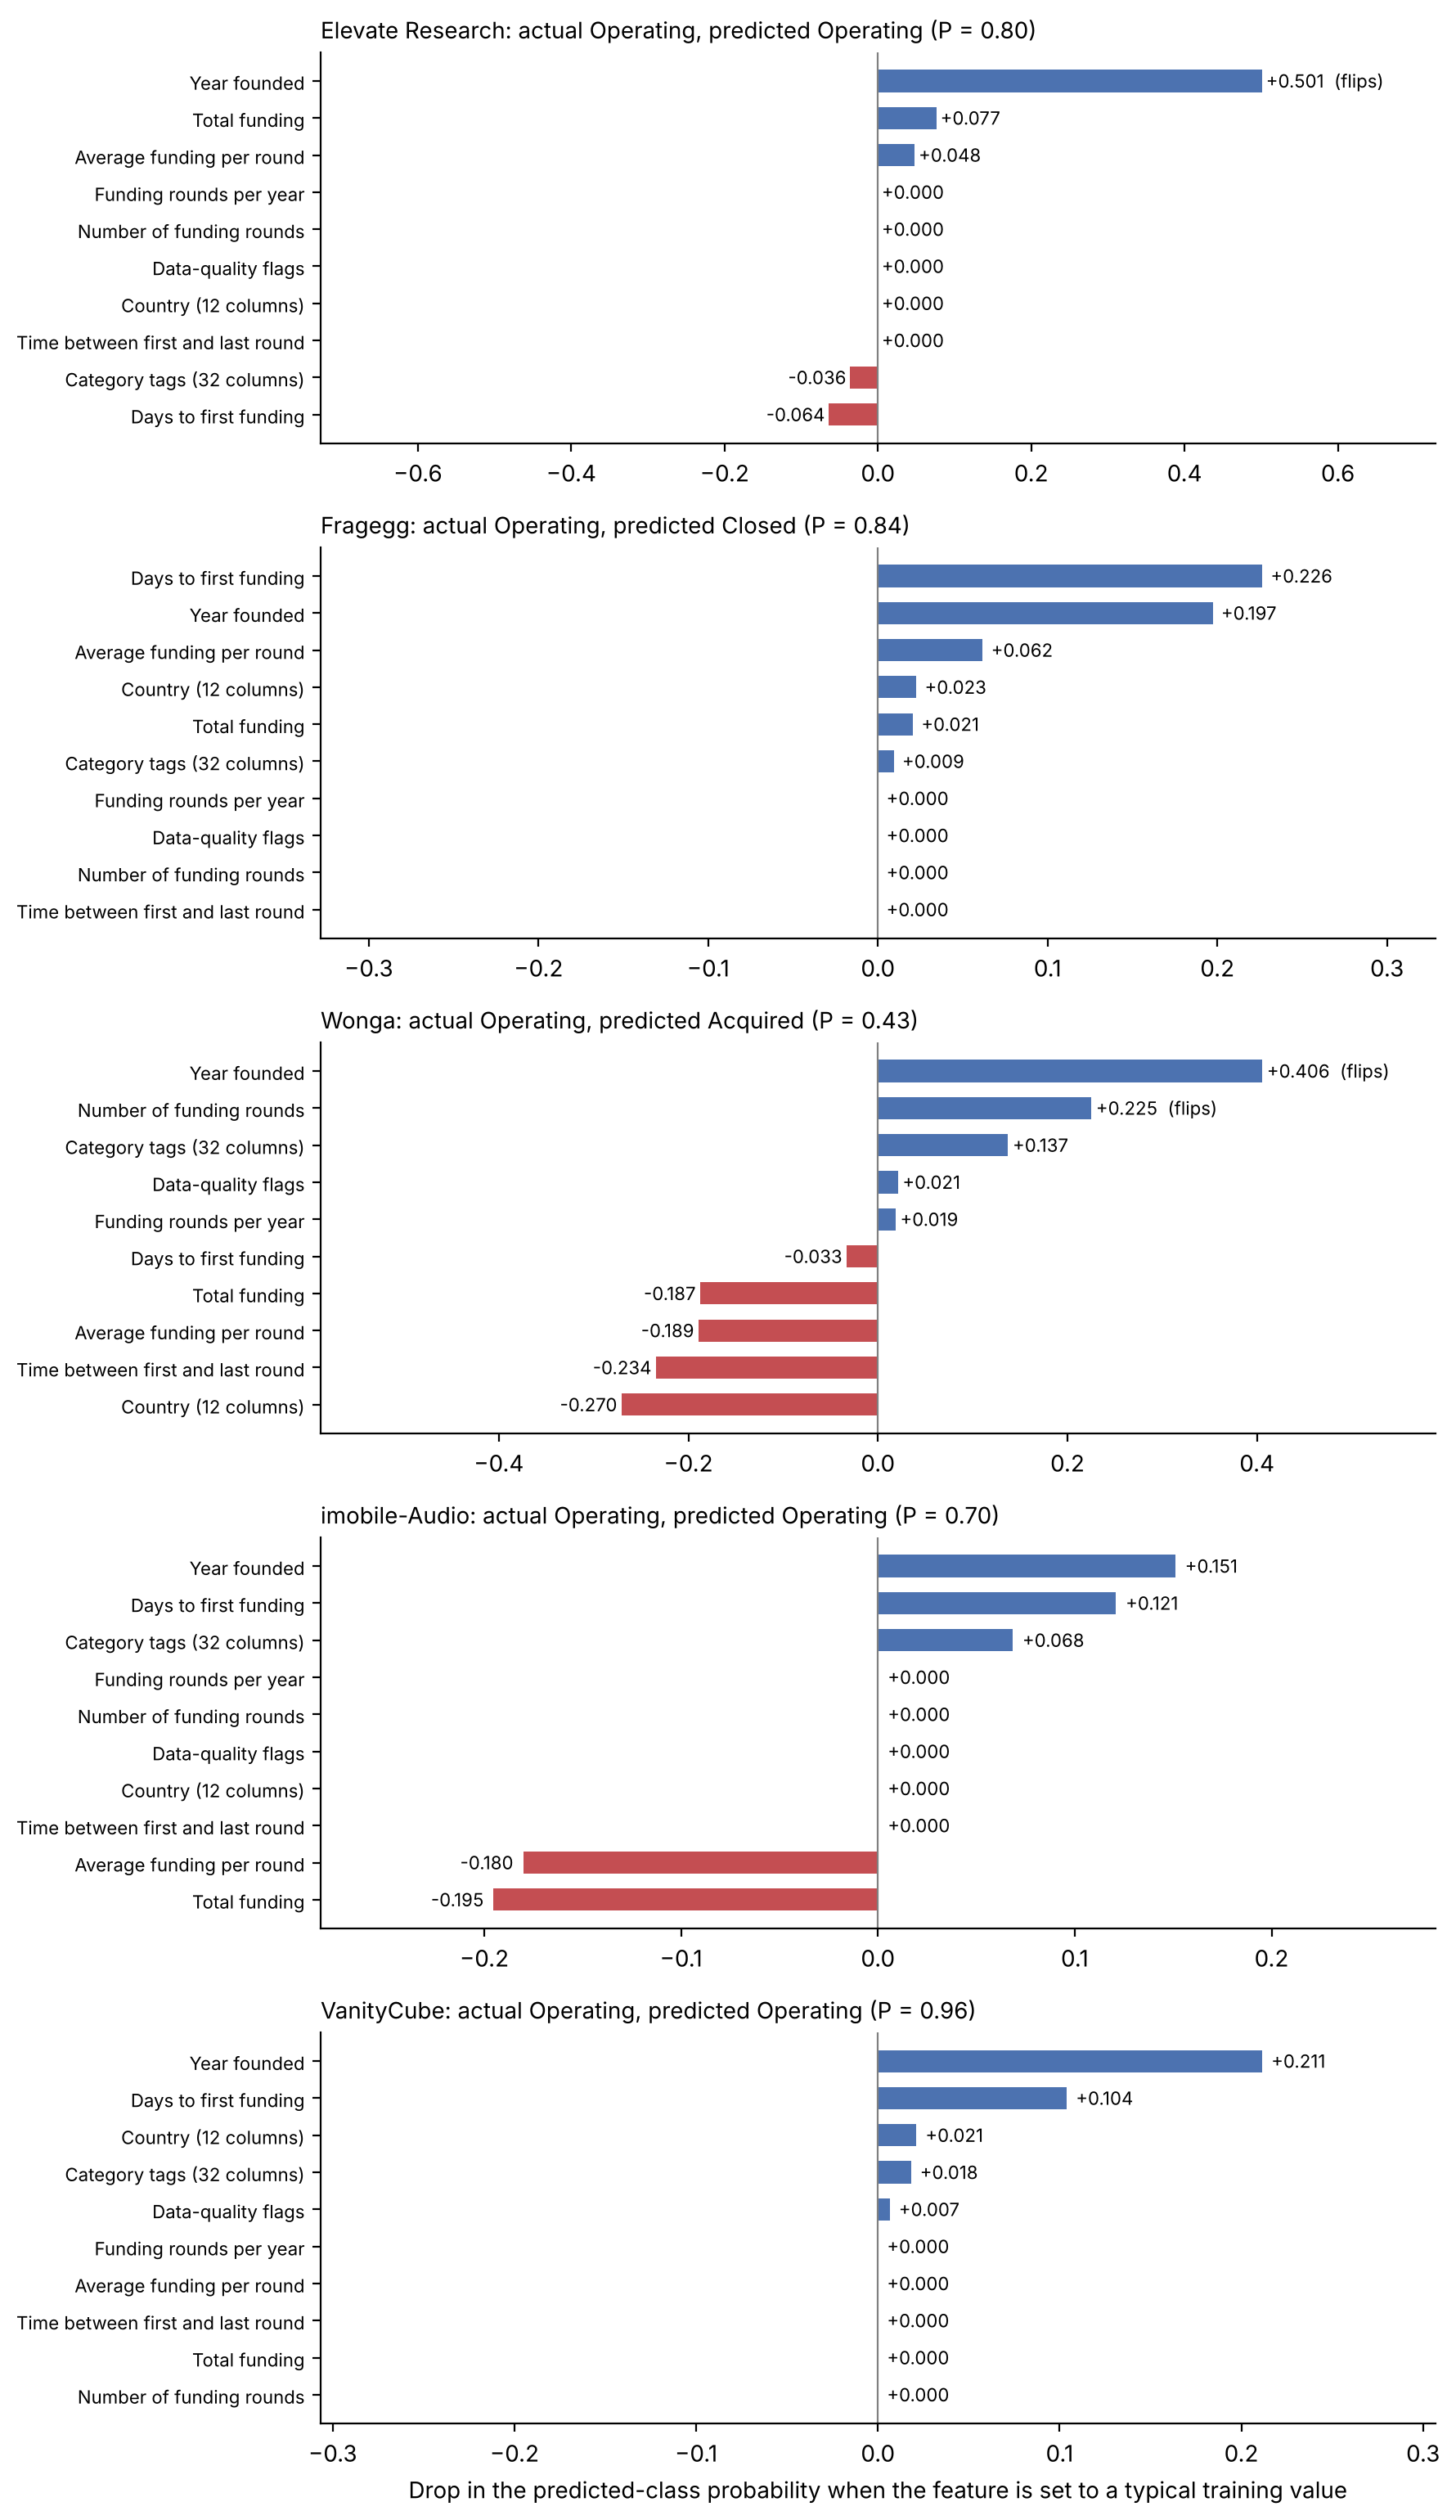 Elevate Research: actual Operating, predicted Operating (P = 0.80)
Year founded +0.501 (flips)
Total funding +0.077
Average funding per round +0.048
Funding rounds per year +0.000
Number of funding rounds +0.000
Data-quality flags +0.000
Country (12 columns) +0.000
Time between first and last round +0.000
Category tags (32 columns) -0.036
Days to first funding -0.064
−0.6 −0.4 −0.2 0.0 0.2 0.4 0.6
Fragegg: actual Operating, predicted Closed (P = 0.84)
Days to first funding +0.226
Year founded +0.197
Average funding per round +0.062
Country (12 columns) +0.023
Total funding +0.021
Category tags (32 columns) +0.009
Funding rounds per year +0.000
Data-quality flags +0.000
Number of funding rounds +0.000
Time between first and last round +0.000
−0.3 −0.2 −0.1 0.0 0.1 0.2 0.3
Wonga: actual Operating, predicted Acquired (P = 0.43)
Year founded +0.406 (flips)
Number of funding rounds +0.225 (flips)
Category tags (32 columns) +0.137
Data-quality flags +0.021
Funding rounds per year +0.019
Days to first funding -0.033
Total funding -0.187
Average funding per round -0.189
Time between first and last round -0.234
Country (12 columns) -0.270
−0.4 −0.2 0.0 0.2 0.4
imobile-Audio: actual Operating, predicted Operating (P = 0.70)
Year founded +0.151
Days to first funding +0.121
Category tags (32 columns) +0.068
Funding rounds per year +0.000
Number of funding rounds +0.000
Data-quality flags +0.000
Country (12 columns) +0.000
Time between first and last round +0.000
Average funding per round -0.180
Total funding -0.195
−0.2 −0.1 0.0 0.1 0.2
VanityCube: actual Operating, predicted Operating (P = 0.96)
Year founded +0.211
Days to first funding +0.104
Country (12 columns) +0.021
Category tags (32 columns) +0.018
Data-quality flags +0.007
Funding rounds per year +0.000
Average funding per round +0.000
Time between first and last round +0.000
Total funding +0.000
Number of funding rounds +0.000
−0.3 −0.2 −0.1 0.0 0.1 0.2 0.3
Drop in the predicted-class probability when the feature is set to a typical training value